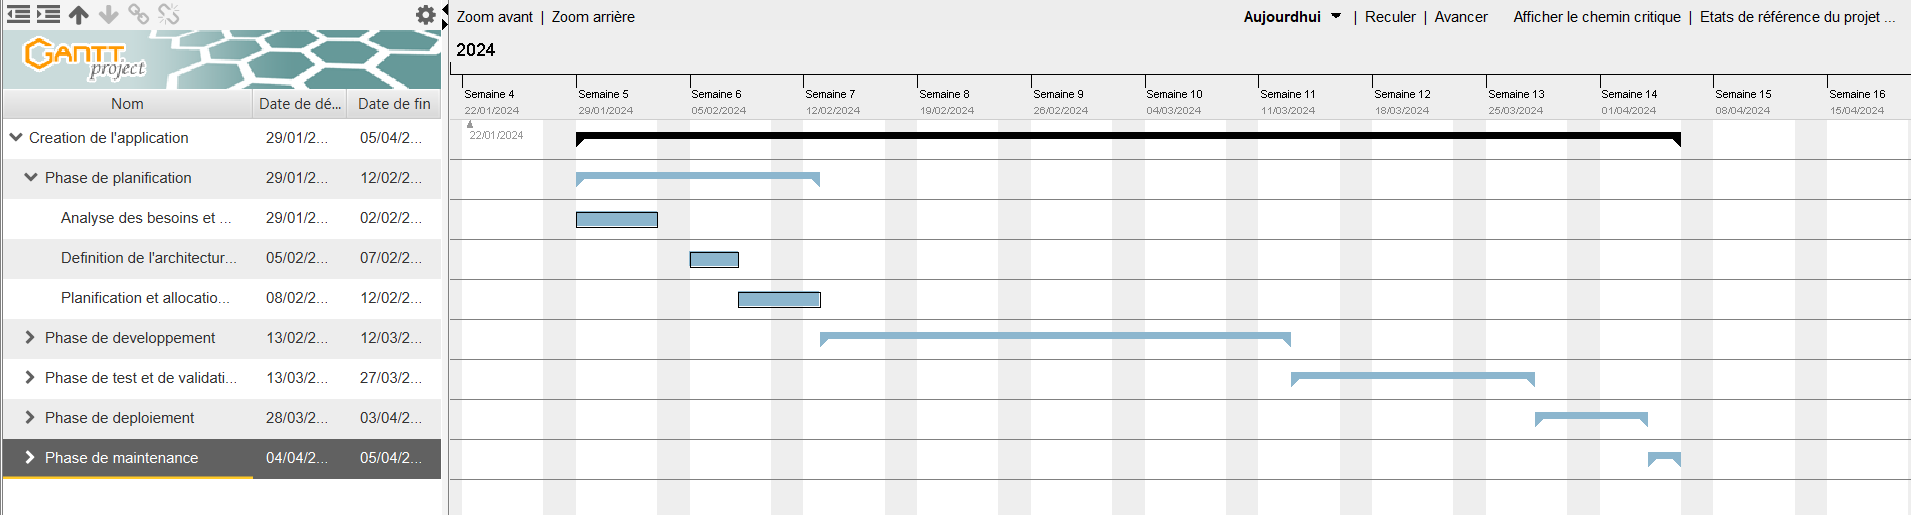 Zoom avant | Zoom arrière
Aujourdhui | Reculer | Avancer
Afficher le chemin critique | Etats de référence du projet ...
GANTT
project
2024
Nom
Date de dé...
Date de fin
Semaine 4
22/01/2024
Semaine 5
29/01/2024
Semaine 6
05/02/2024
Semaine 7
12/02/2024
Semaine 8
19/02/2024
Semaine 9
26/02/2024
Semaine 10
04/03/2024
Semaine 11
11/03/2024
Semaine 12
18/03/2024
Semaine 13
25/03/2024
Semaine 14
01/04/2024
Semaine 15
08/04/2024
Semaine 16
15/04/2024
22/01/2024
Creation de l'application 29/01/2... 05/04/2...
Phase de planification 29/01/2... 12/02/2...
Analyse des besoins et ... 29/01/2... 02/02/2...
Definition de l'architectur... 05/02/2... 07/02/2...
Planification et allocatio... 08/02/2... 12/02/2...
Phase de developpement 13/02/2... 12/03/2...
Phase de test et de validati... 13/03/2... 27/03/2...
Phase de deploiement 28/03/2... 03/04/2...
Phase de maintenance 04/04/2... 05/04/2...